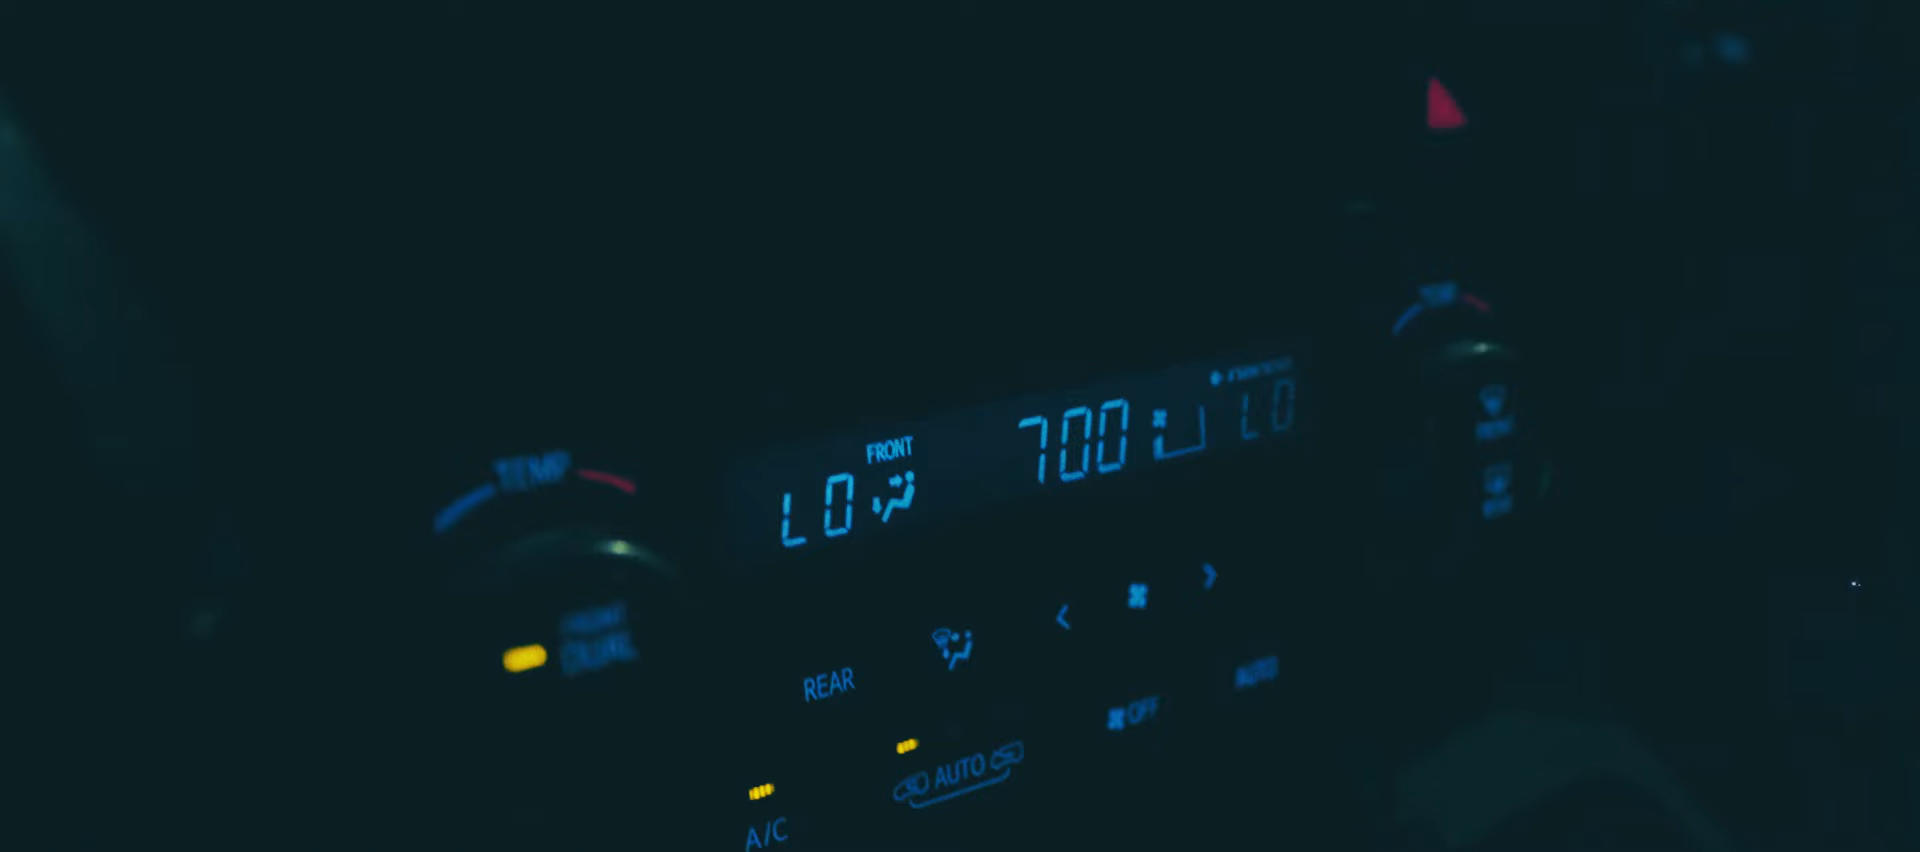 FRONT
LO 700 LO
TEMP
REAR
OFF AUTO
AUTO
A/C